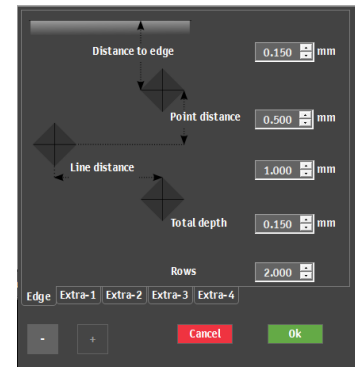 Distance to edge 0.150 mm
Point distance 0.500 mm
Line distance 1.000 mm
Total depth 0.150 mm
Rows 2.000
Edge Extra-1 Extra-2 Extra-3 Extra-4
- + Cancel Ok